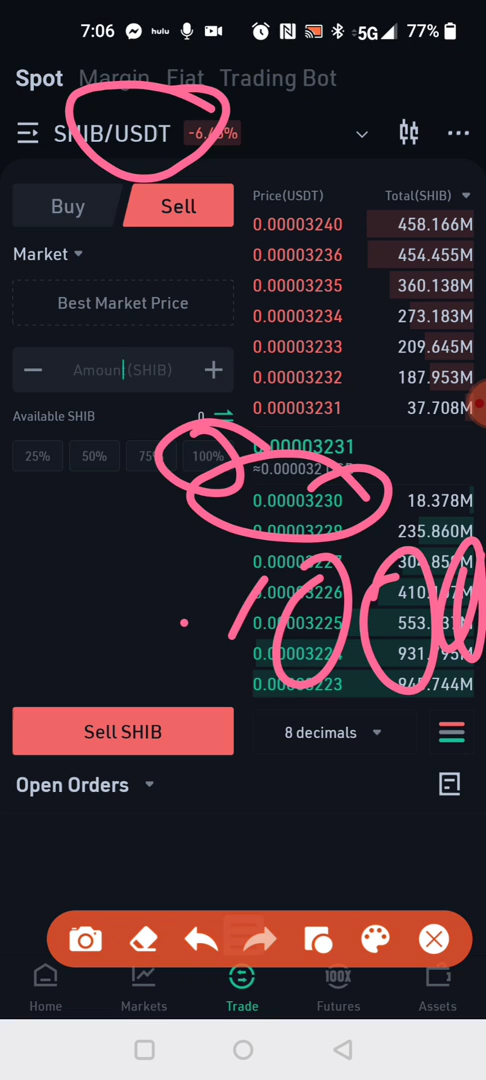 7:06 hulu 5G 77%
Spot Margin Fiat Trading Bot
SHIB/USDT
Buy Sell
Market
Best Market Price
(SHIB)
Available SHIB 0
25% 50% 75% 100%
Price(USDT) Total(SHIB)
0.00003240 458.166M
0.00003236 454.455M
0.00003235 360.138M
0.00003234 273.183M
0.00003233 209.645M
0.00003232 187.953M
0.00003231 37.708M
0.00003231
0.00003230 18.378M
235.860M
0.00003225
0.00003223
Sell SHIB
8 decimals
Open Orders
Home Markets Trade 100X Futures Assets